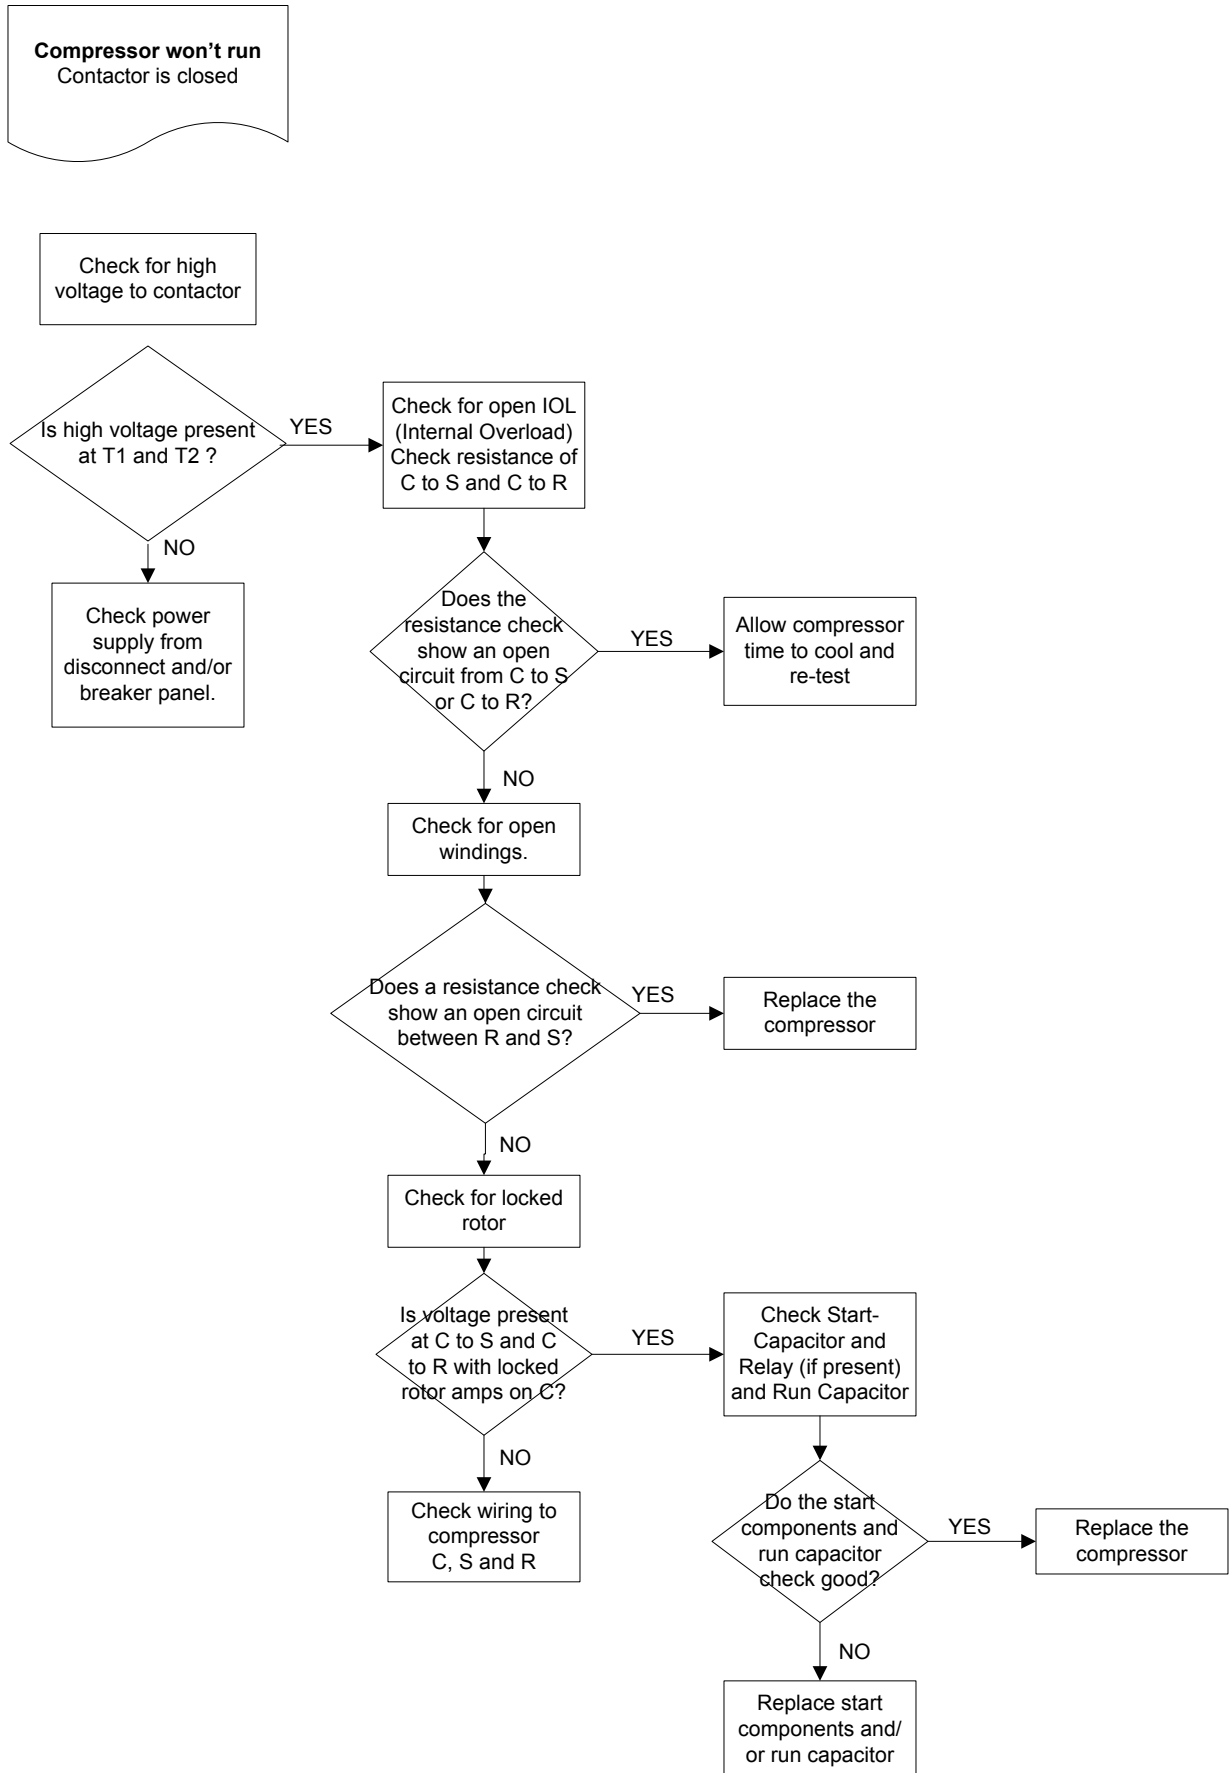 Compressor won't run
Contactor is closed
Check for high
voltage to contactor
Is high voltage present
at T1 and T2 ?
YES
Check for open IOL
(Internal Overload)
Check resistance of
C to S and C to R
NO
Check power
supply from
disconnect and/or
breaker panel.
Does the
resistance check
show an open
circuit from C to S
or C to R?
YES
Allow compressor
time to cool and
re-test
NO
Check for open
windings.
Does a resistance check
show an open circuit
between R and S?
YES
Replace the
compressor
NO
Check for locked
rotor
Is voltage present
at C to S and C
to R with locked
rotor amps on C?
YES
Check Start-
Capacitor and
Relay (if present)
and Run Capacitor
NO
Check wiring to
compressor
C, S and R
Do the start
components and
run capacitor
check good?
YES
Replace the
compressor
NO
Replace start
components and/
or run capacitor